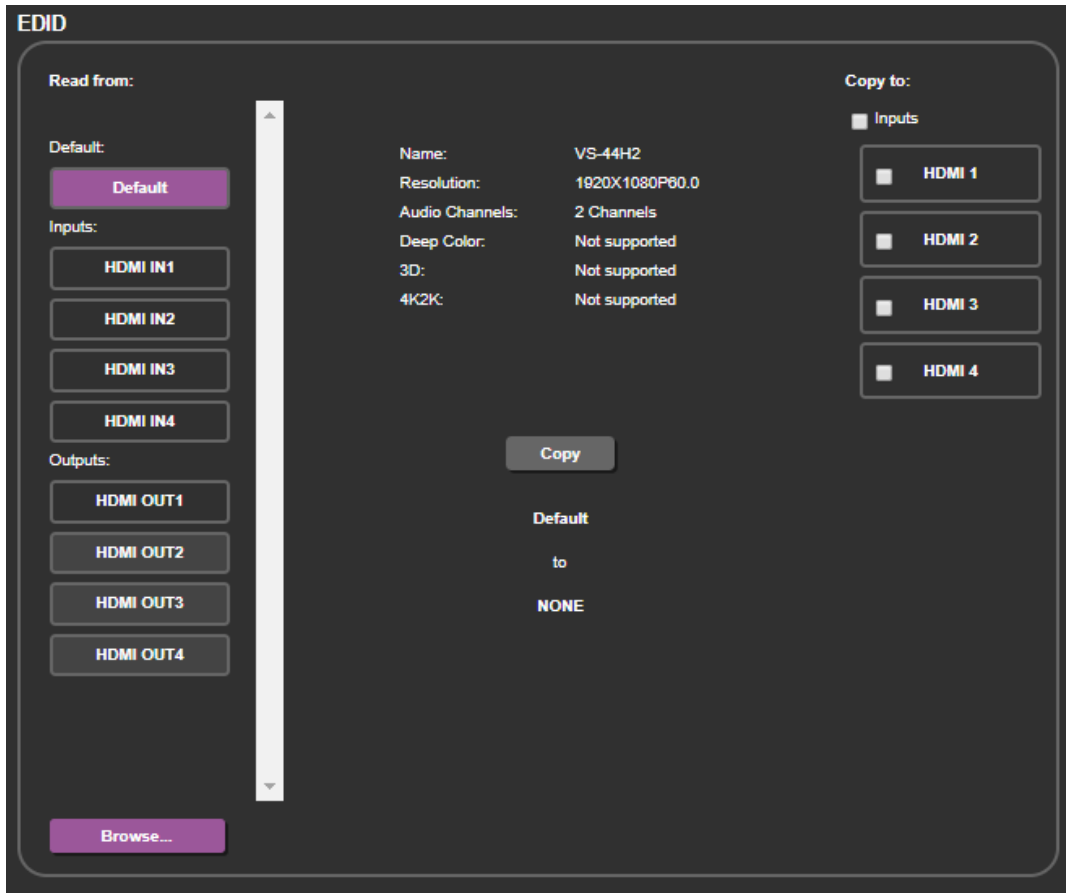 EDID
Read from:
Default:
Default
Inputs:
HDMI IN1
HDMI IN2
HDMI IN3
HDMI IN4
Outputs:
HDMI OUT1
HDMI OUT2
HDMI OUT3
HDMI OUT4
Browse...
Name: VS-44H2
Resolution: 1920X1080P60.0
Audio Channels: 2 Channels
Deep Color: Not supported
3D: Not supported
4K2K: Not supported
Copy
Default
to
NONE
Copy to:
Inputs
HDMI 1
HDMI 2
HDMI 3
HDMI 4